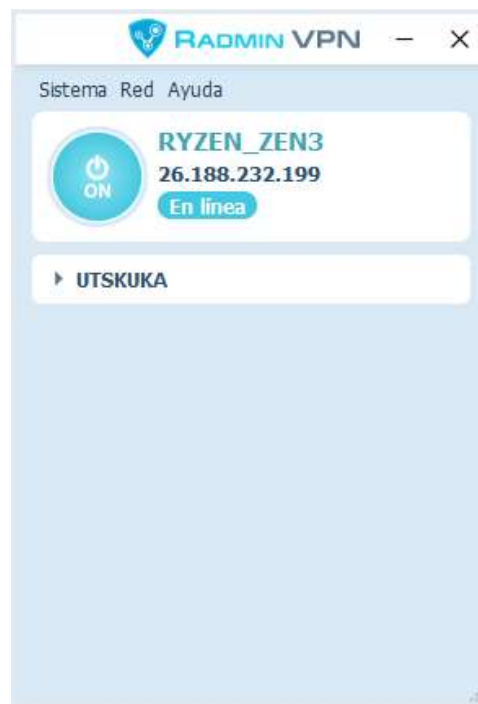 RADMIN VPN
Sistema Red Ayuda
ON
RYZEN_ZEN3
26.188.232.199
En línea
UTSKUKA